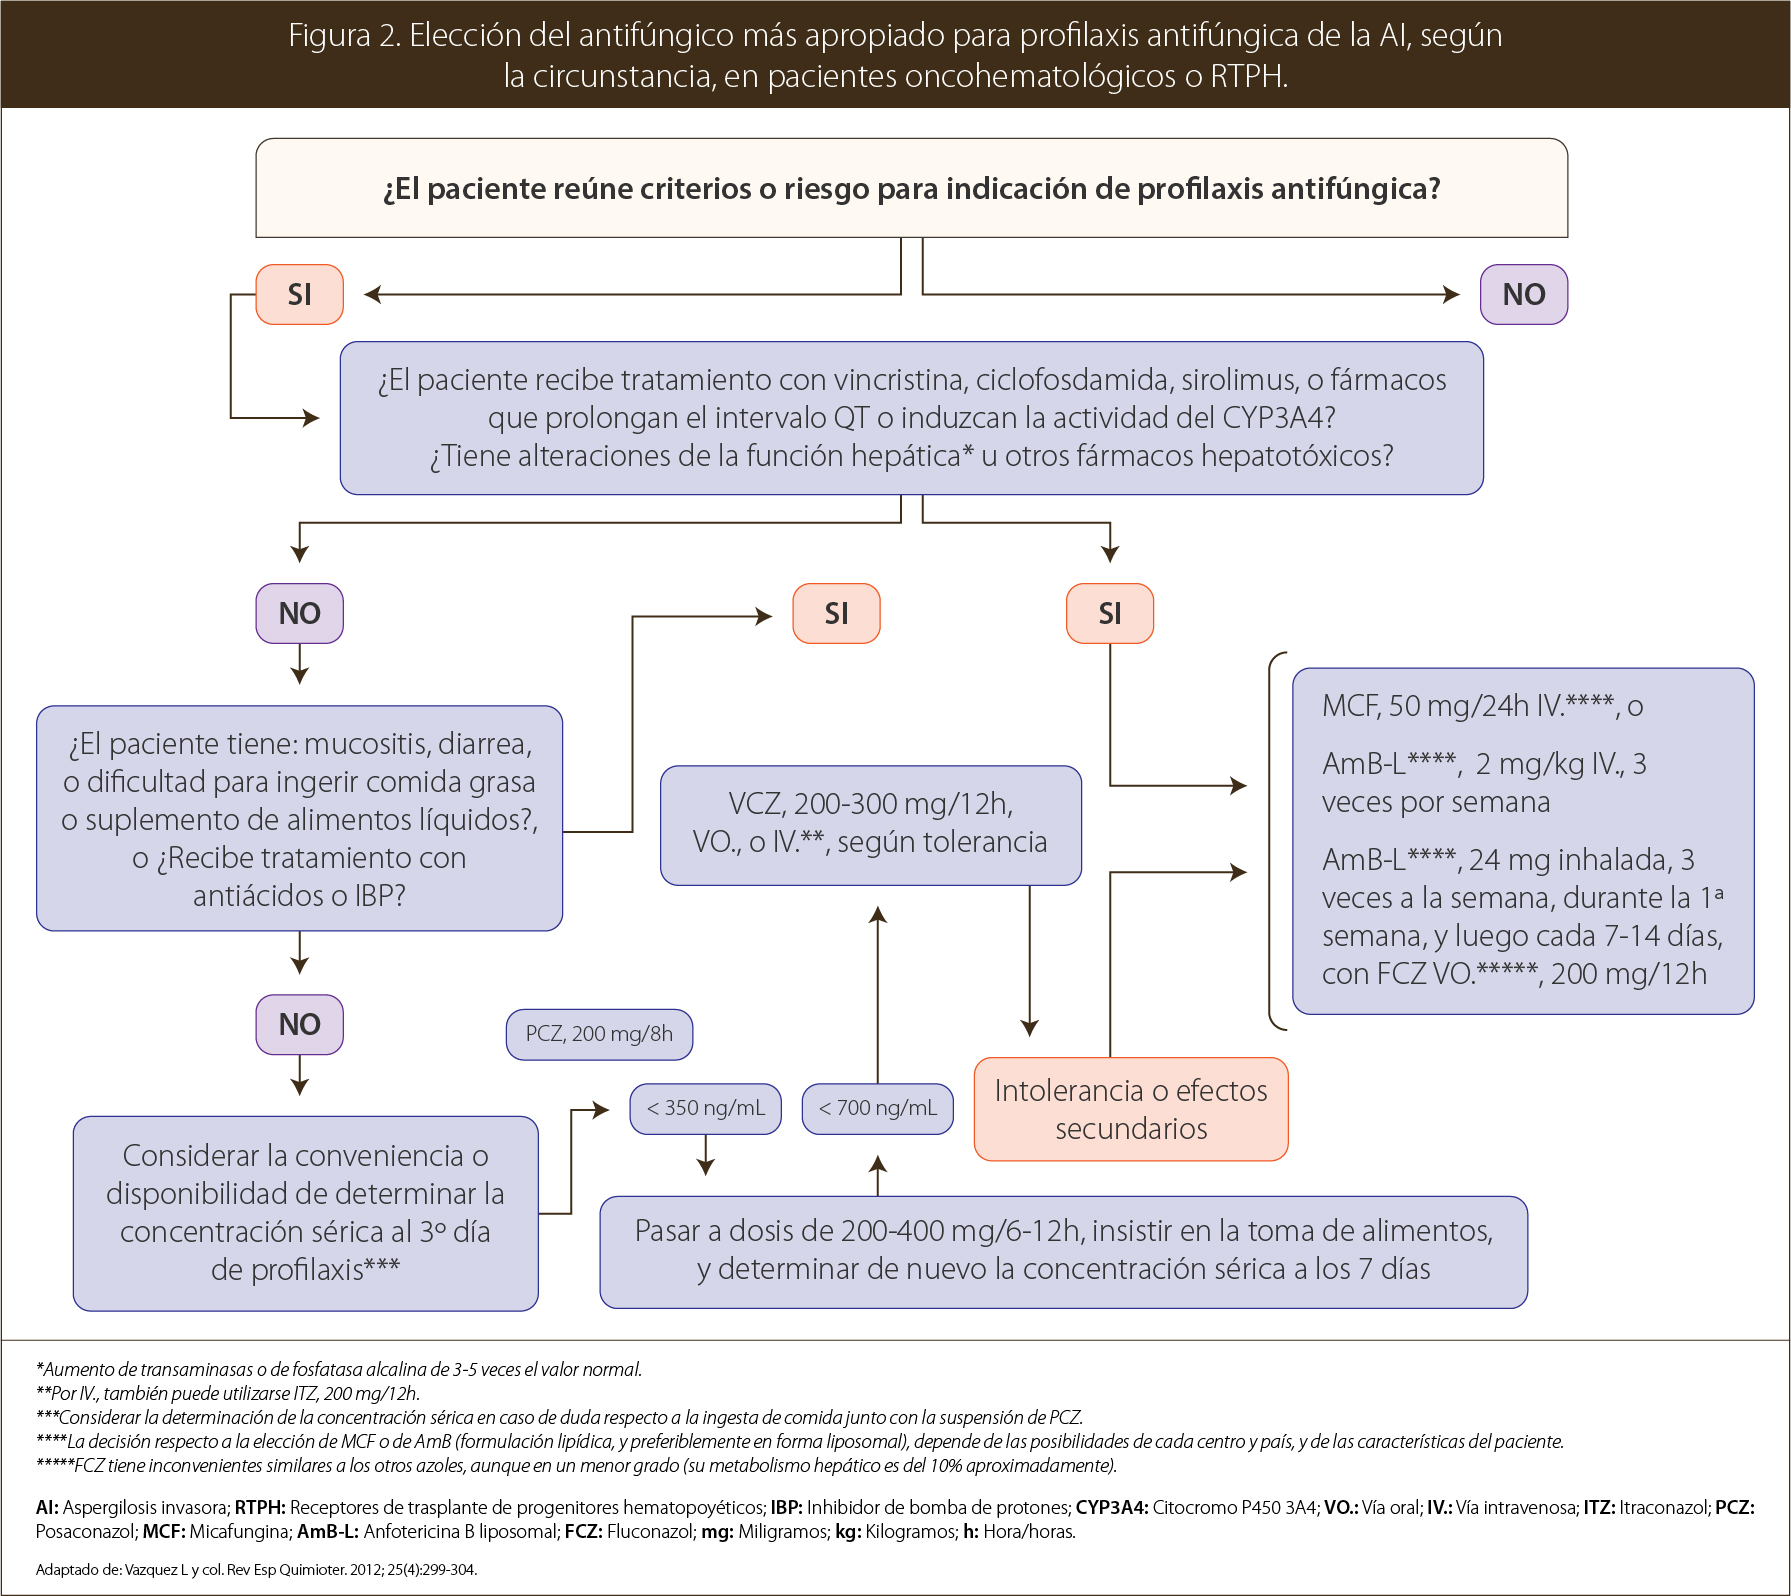 Figura 2. Elección del antifúngico más apropiado para profilaxis antifúngica de la AI, según
la circunstancia, en pacientes oncohematológicos o RTPH.
¿El paciente reúne criterios o riesgo para indicación de profilaxis antifúngica?
SI
NO
¿El paciente recibe tratamiento con vincristina, ciclofosdamida, sirolimus, o fármacos
que prolongan el intervalo QT o induzcan la actividad del CYP3A4?
¿Tiene alteraciones de la función hepática* u otros fármacos hepatotóxicos?
NO
SI
SI
¿El paciente tiene: mucositis, diarrea,
o dificultad para ingerir comida grasa
o suplemento de alimentos líquidos?,
o ¿Recibe tratamiento con
antiácidos o IBP?
VCZ, 200-300 mg/12h,
VO., o IV.**, según tolerancia
MCF, 50 mg/24h IV.****, o
AmB-L****, 2 mg/kg IV., 3
veces por semana
AmB-L****, 24 mg inhalada, 3
veces a la semana, durante la 1ª
semana, y luego cada 7-14 días,
con FCZ VO.*****, 200 mg/12h
NO
PCZ, 200 mg/8h
< 350 ng/mL
< 700 ng/mL
Intolerancia o efectos
secundarios
Considerar la conveniencia o
disponibilidad de determinar la
concentración sérica al 3º día
de profilaxis***
Pasar a dosis de 200-400 mg/6-12h, insistir en la toma de alimentos,
y determinar de nuevo la concentración sérica a los 7 días
*Aumento de transaminasas o de fosfatasa alcalina de 3-5 veces el valor normal.
**Por IV., también puede utilizarse ITZ, 200 mg/12h.
***Considerar la determinación de la concentración sérica en caso de duda respecto a la ingesta de comida junto con la suspensión de PCZ.
****La decisión respecto a la elección de MCF o de AmB (formulación lipídica, y preferiblemente en forma liposomal), depende de las posibilidades de cada centro y país, y de las características del paciente.
*****FCZ tiene inconvenientes similares a los otros azoles, aunque en un menor grado (su metabolismo hepático es del 10% aproximadamente).
AI: Aspergilosis invasora; RTPH: Receptores de trasplante de progenitores hematopoyéticos; IBP: Inhibidor de bomba de protones; CYP3A4: Citocromo P450 3A4; VO.: Vía oral; IV.: Vía intravenosa; ITZ: Itraconazol; PCZ:
Posaconazol; MCF: Micafungina; AmB-L: Anfotericina B liposomal; FCZ: Fluconazol; mg: Miligramos; kg: Kilogramos; h: Hora/horas.
Adaptado de: Vazquez L y col. Rev Esp Quimioter. 2012; 25(4):299-304.